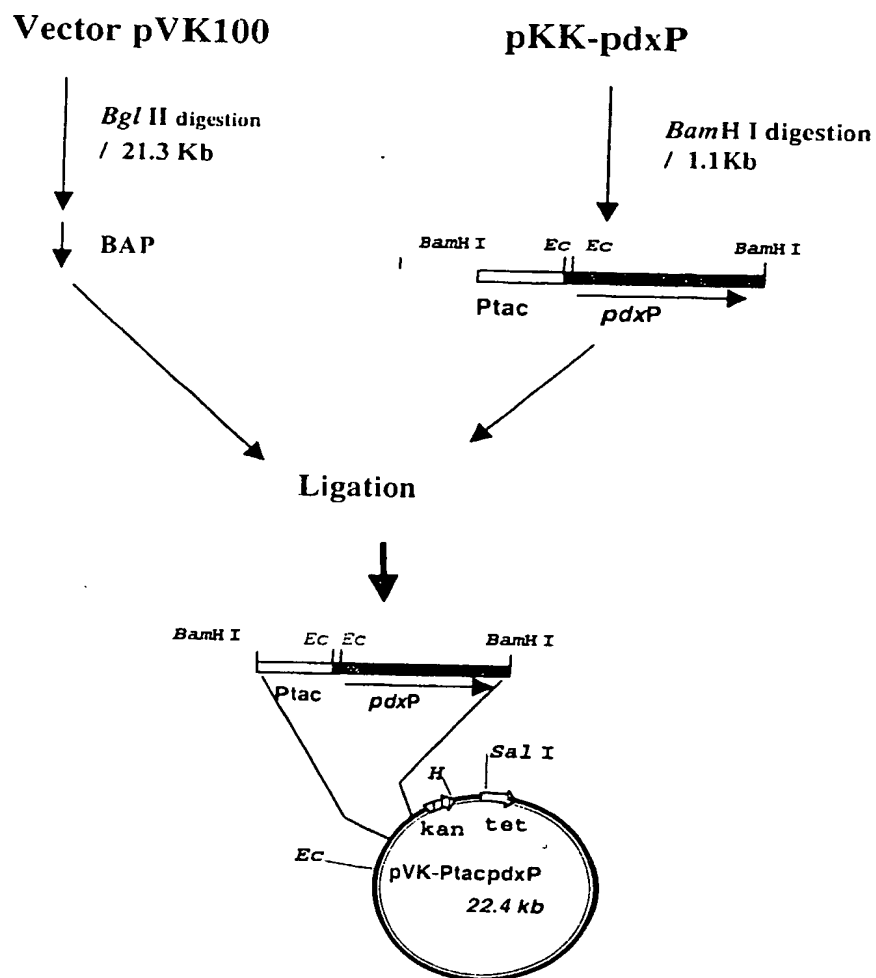 Vector pVK100
pKK-pdxP
Bgl II digestion
/ 21.3 Kb
BamH I digestion
/ 1.1Kb
BAP
BamH I Ec Ec BamH I
Ptac pdxP
Ligation
BamH I Ec Ec BamH I
Ptac pdxP
Sal I
H
kan tet
Ec
pVK-PtacpdxP
22.4 kb